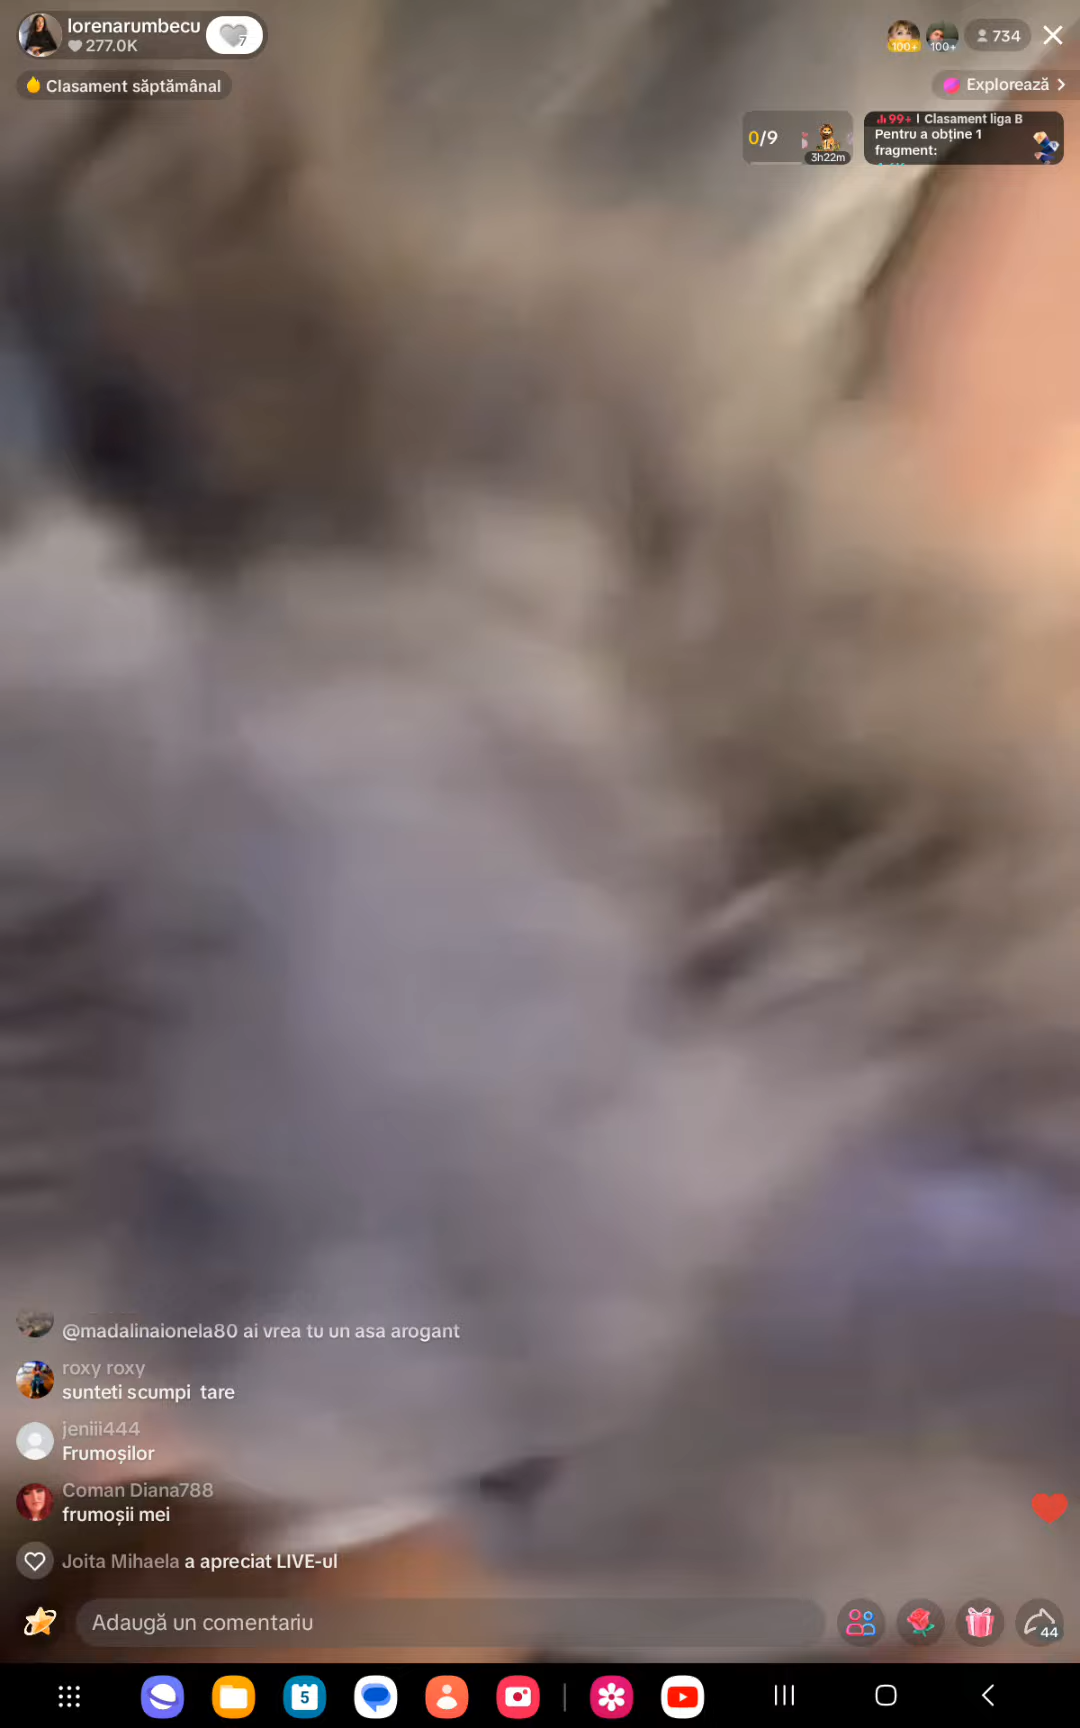 lorenarumbecu
277.0K
7
100+
100+
734
Clasament săptămânal
Explorează
0/9
3h22m
99+ | Clasament liga B
Pentru a obține 1
fragment:
@madalinaionela80 ai vrea tu un asa arogant
roxy roxy
sunteti scumpi tare
jeniii444
Frumoșilor
Coman Diana788
frumoșii mei
Joita Mihaela a apreciat LIVE-ul
Adaugă un comentariu
44
5